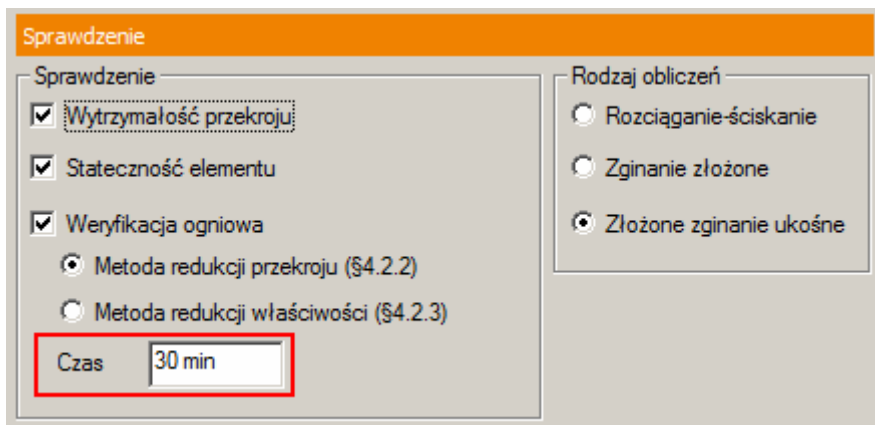 Sprawdzenie
Sprawdzenie
Wytrzymałość przekroju
Stateczność elementu
Weryfikacja ogniowa
Metoda redukcji przekroju (§4.2.2)
Metoda redukcji właściwości (§4.2.3)
Czas 30 min
Rodzaj obliczeń
Rozciąganie-ściskanie
Zginanie złożone
Złożone zginanie ukośne